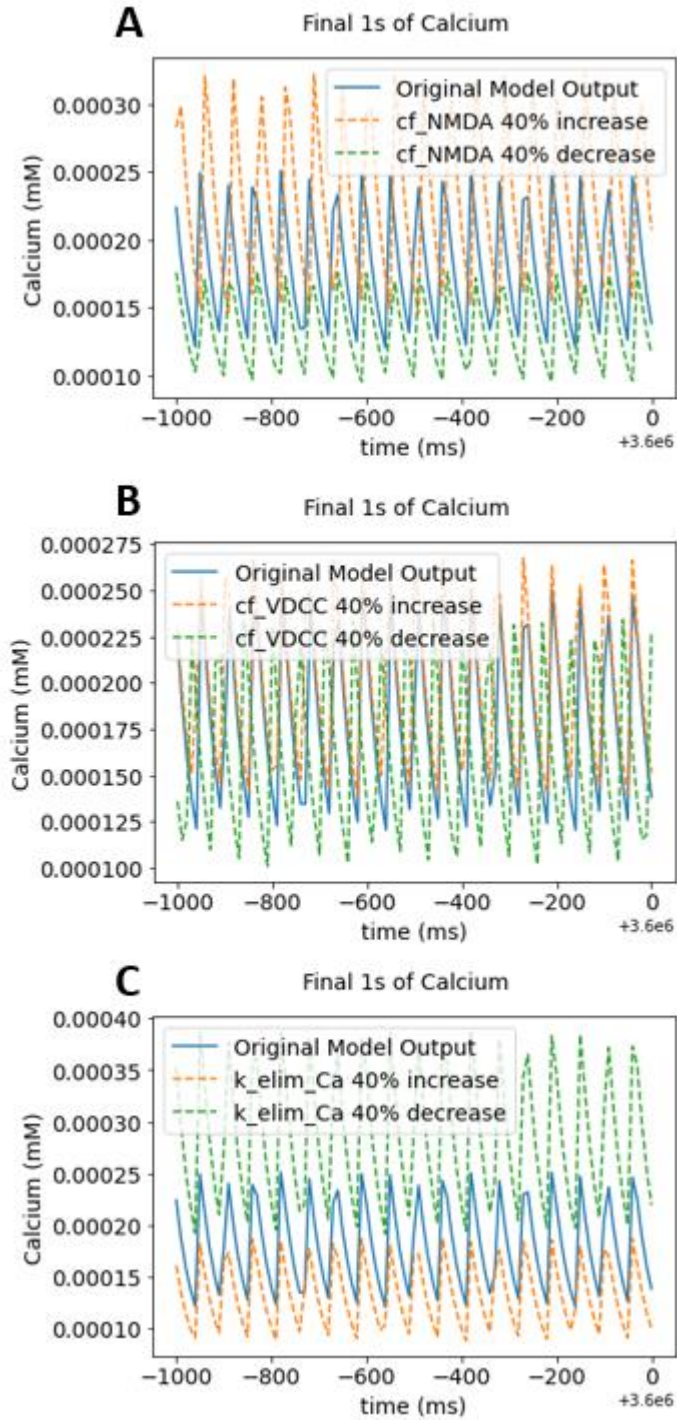 A
Final 1s of Calcium
Original Model Output
cf_NMDA 40% increase
cf_NMDA 40% decrease
0.00030
0.00025
0.00020
0.00015
0.00010
Calcium (mM)
−1000 −800 −600 −400 −200 0
time (ms)
+3.6e6
B
Final 1s of Calcium
Original Model Output
cf_VDCC 40% increase
cf_VDCC 40% decrease
0.000275
0.000250
0.000225
0.000200
0.000175
0.000150
0.000125
0.000100
Calcium (mM)
−1000 −800 −600 −400 −200 0
time (ms)
+3.6e6
C
Final 1s of Calcium
Original Model Output
k_elim_Ca 40% increase
k_elim_Ca 40% decrease
0.00040
0.00035
0.00030
0.00025
0.00020
0.00015
0.00010
Calcium (mM)
−1000 −800 −600 −400 −200 0
time (ms)
+3.6e6